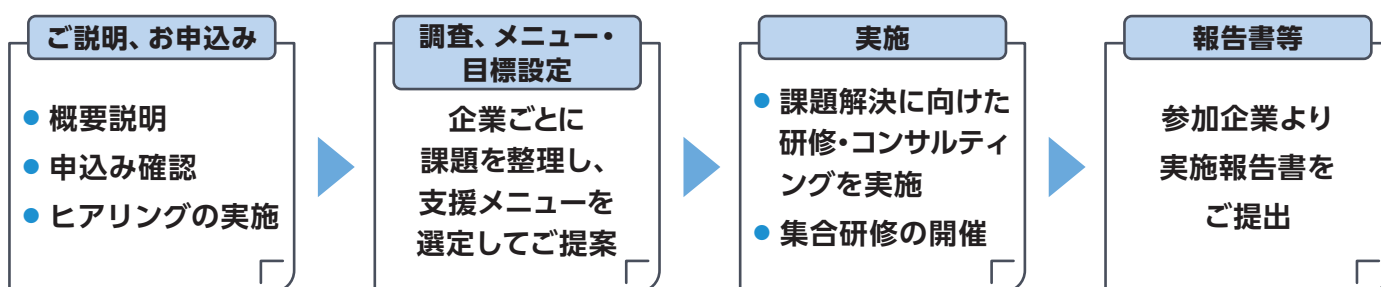 ご説明、お申込み
● 概要説明
● 申込み確認
● ヒアリングの実施
調査、メニュー・
目標設定
企業ごとに
課題を整理し、
支援メニューを
選定してご提案
実施
● 課題解決に向けた
研修・コンサルティ
ングを実施
● 集合研修の開催
報告書等
参加企業より
実施報告書を
ご提出